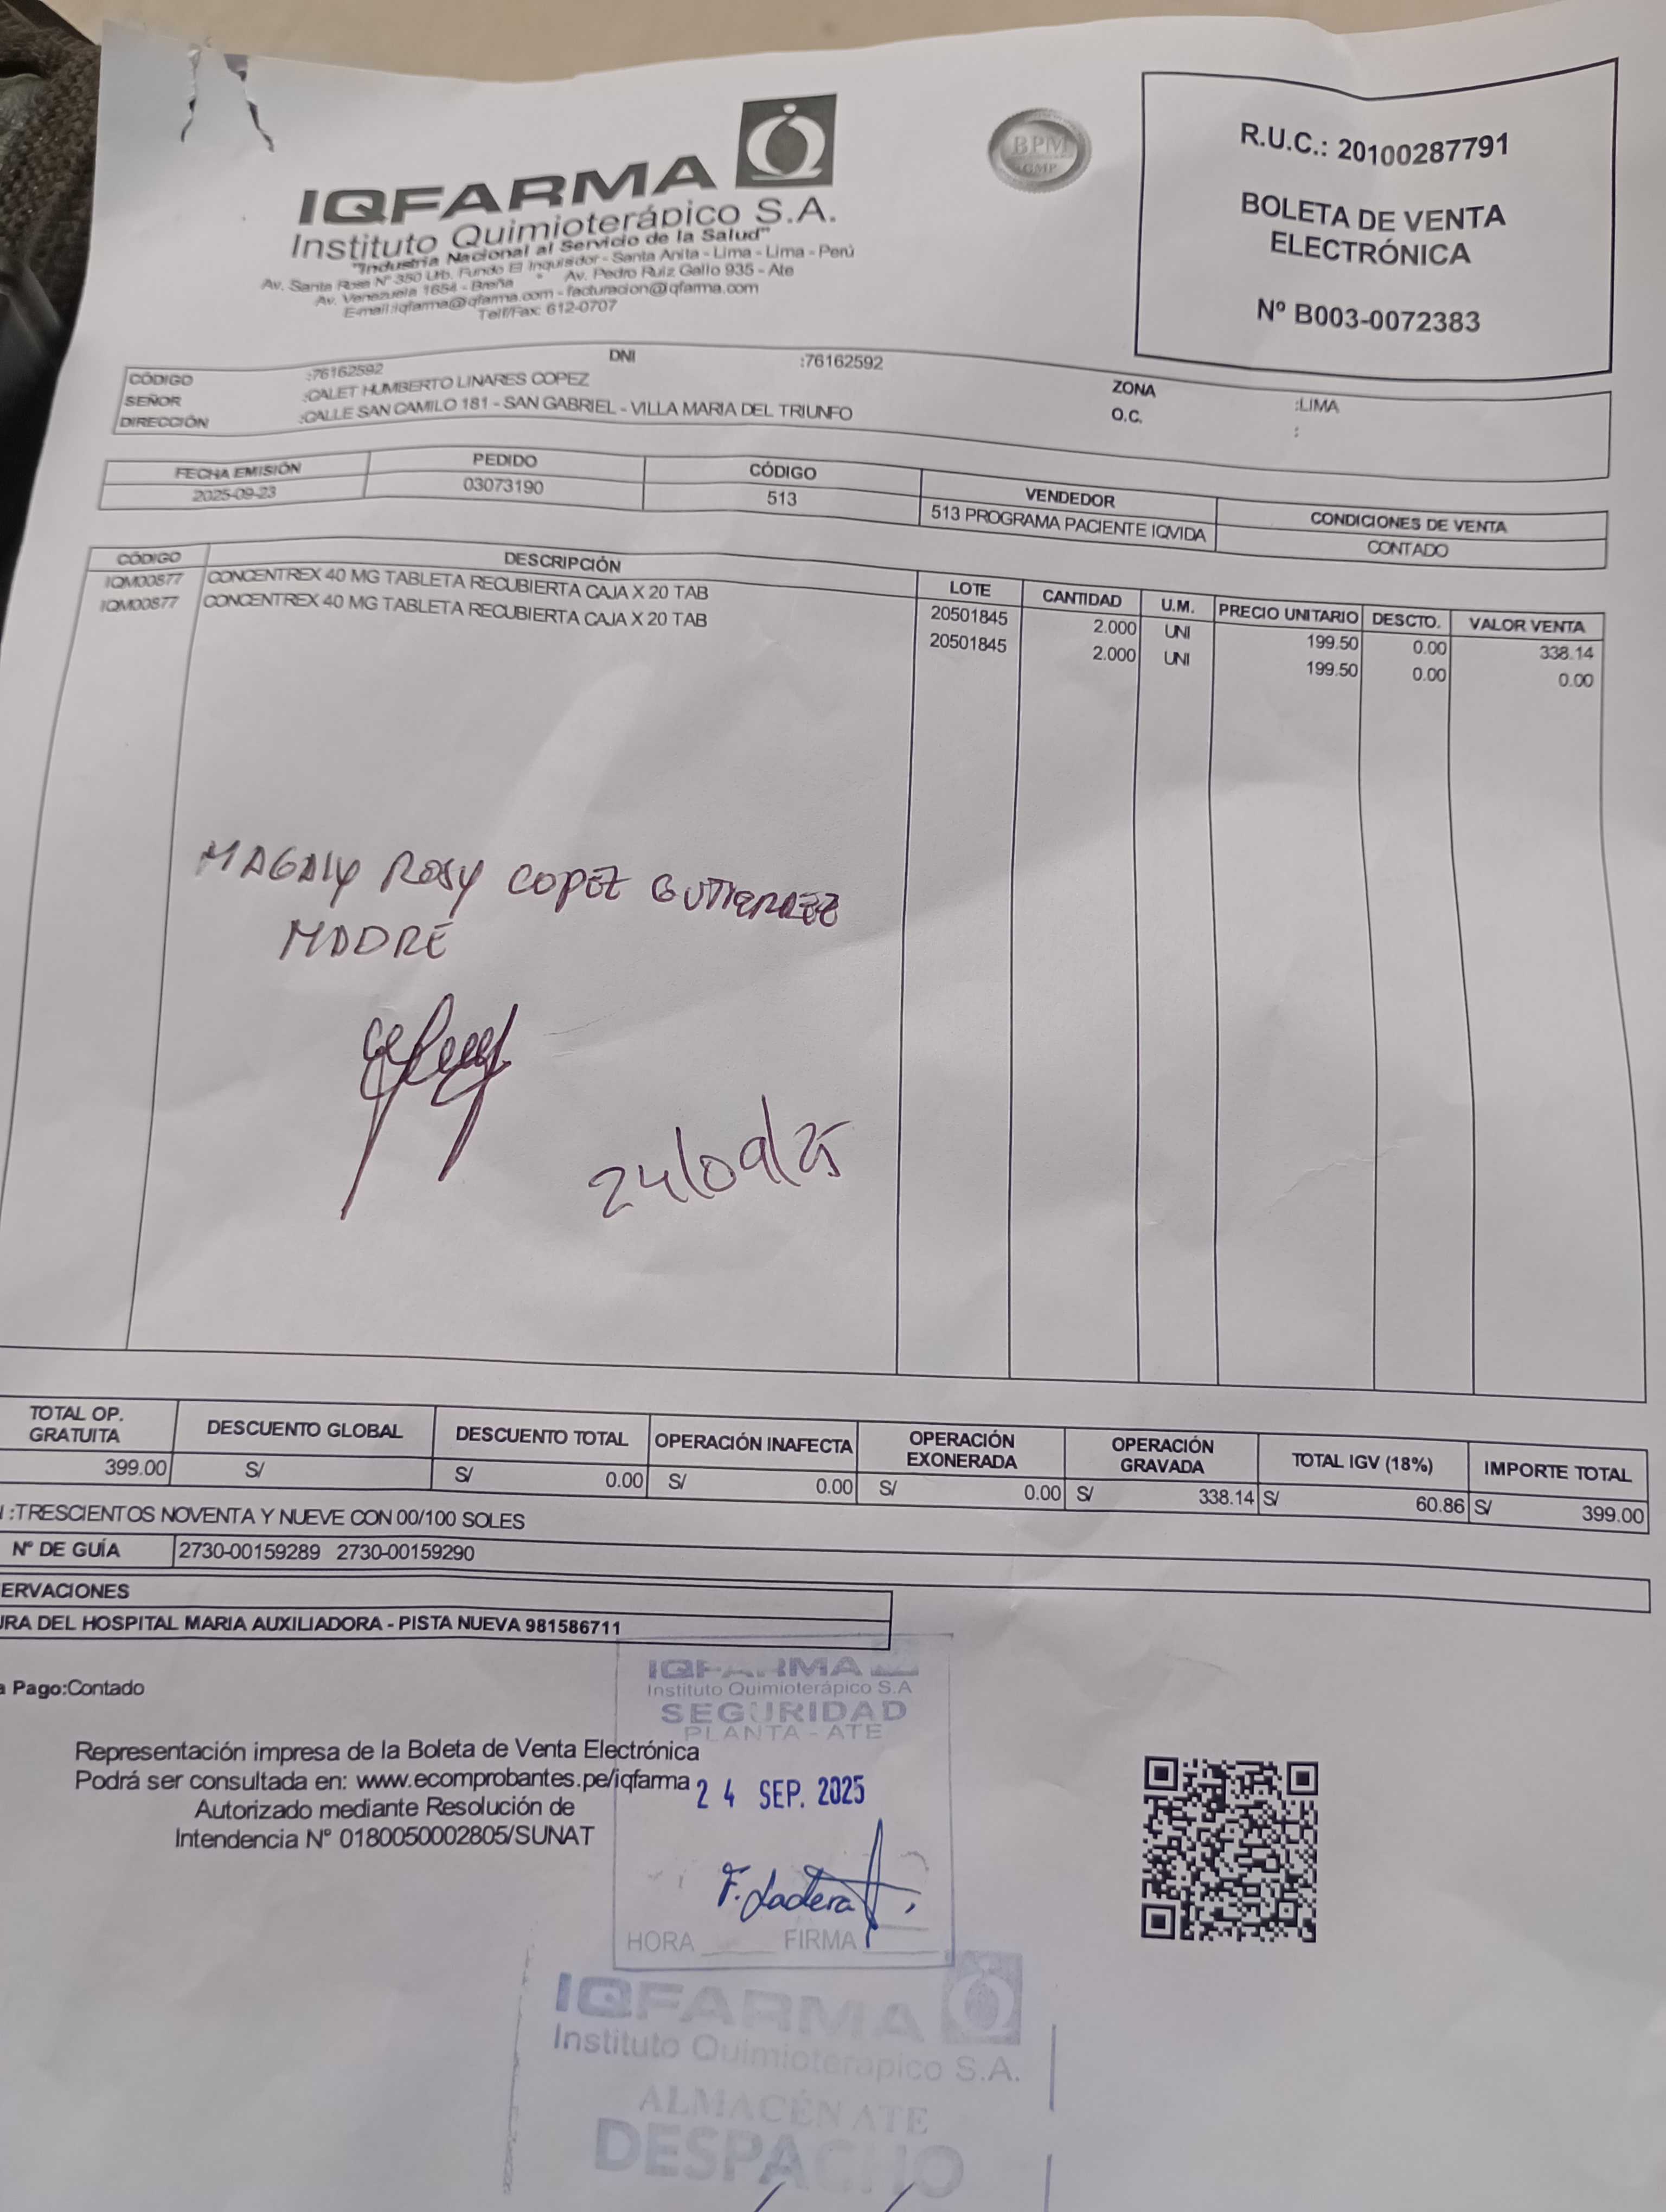 IQFARMA
Instituto Quimioterápico S.A.
"Industria Nacional al Servicio de la Salud"
Av. Santa Rosa Nº 350 Urb. Fundo El Inquisidor - Santa Anita - Lima - Lima - Perú
Av. Venezuela 1654 - Breña " Av. Pedro Ruiz Gallo 935 - Ate
E-mail:iqfarma@iqfarma.com - facturacion@iqfarma.com
Telf/Fax: 612-0707
BPM
GMP
R.U.C.: 20100287791
BOLETA DE VENTA
ELECTRÓNICA
Nº B003-0072383
CÓDIGO :76162592 DNI :76162592
SEÑOR :CALET HUMBERTO LINARES COPEZ ZONA :LIMA
DIRECCIÓN :CALLE SAN CAMILO 181 - SAN GABRIEL - VILLA MARIA DEL TRIUNFO O.C. :
FECHA EMISIÓN PEDIDO CÓDIGO VENDEDOR CONDICIONES DE VENTA
2025-09-23 03073190 513 513 PROGRAMA PACIENTE IQVIDA CONTADO
CÓDIGO DESCRIPCIÓN LOTE CANTIDAD U.M. PRECIO UNITARIO DESCTO. VALOR VENTA
IQM00877 CONCENTREX 40 MG TABLETA RECUBIERTA CAJA X 20 TAB 20501845 2.000 UNI 199.50 0.00 338.14
IQM00877 CONCENTREX 40 MG TABLETA RECUBIERTA CAJA X 20 TAB 20501845 2.000 UNI 199.50 0.00 0.00
MAGALY ROSY COPEZ GUTIERREZ
MADRE
24/09/25
TOTAL OP. GRATUITA DESCUENTO GLOBAL DESCUENTO TOTAL OPERACIÓN INAFECTA OPERACIÓN EXONERADA OPERACIÓN GRAVADA TOTAL IGV (18%) IMPORTE TOTAL
399.00 S/ S/ 0.00 S/ 0.00 S/ 0.00 S/ 338.14 S/ 60.86 S/ 399.00
:TRESCIENTOS NOVENTA Y NUEVE CON 00/100 SOLES
Nº DE GUÍA 2730-00159289 2730-00159290
ERVACIONES
URA DEL HOSPITAL MARIA AUXILIADORA - PISTA NUEVA 981586711
a Pago:Contado
Representación impresa de la Boleta de Venta Electrónica
Podrá ser consultada en: www.ecomprobantes.pe/iqfarma
Autorizado mediante Resolución de
Intendencia Nº 0180050002805/SUNAT
IQFARMA
Instituto Quimioterápico S.A
SEGURIDAD
PLANTA - ATE
24 SEP. 2025
F. Ladera
HORA FIRMA
IQFARMA
Instituto Quimioterapico S.A.
ALMACÉN ATE
DESPACHO